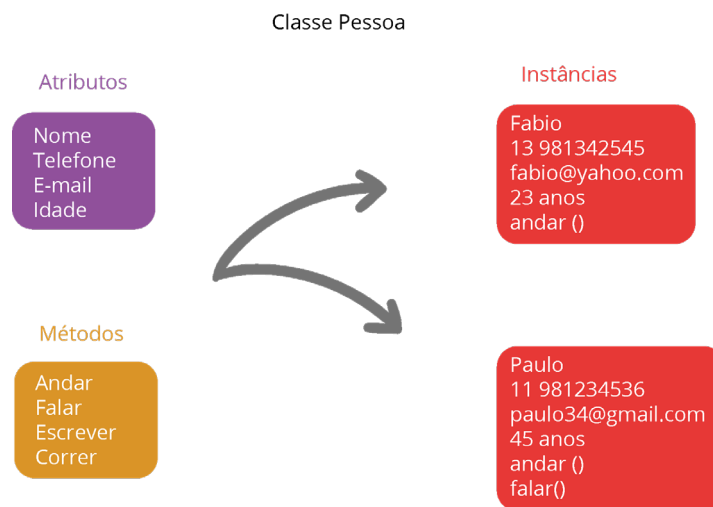 Classe Pessoa
Atributos
Nome
Telefone
E-mail
Idade
Métodos
Andar
Falar
Escrever
Correr
Instâncias
Fabio
13 981342545
fabio@yahoo.com
23 anos
andar ()
Paulo
11 981234536
paulo34@gmail.com
45 anos
andar ()
falar()